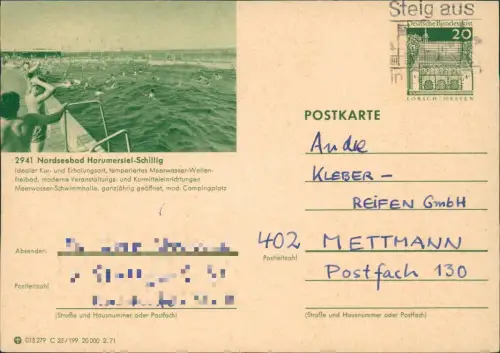 Steig aus
Deutsche Bundespost
20
LORSCH/HESSEN
2941 Nordseebad Horumersiel-Schillig
Idealer Kur- und Erholungsort, temperiertes Meerwasser-Wellen-
freibad, moderne Veranstaltungs- und Kurmitteleinrichtungen
Meerwasser-Schwimmhalle, ganzjährig geöffnet, mod. Campingplatz
POSTKARTE
An die
KLEBER-
REIFEN GmbH
402 METTMANN
Postleitzahl
Postfach 130
Absender:
Postleitzahl
(Straße und Hausnummer oder Postfach)
(Straße und Hausnummer oder Postfach)
013 279 C 25/199 20 000 2.71